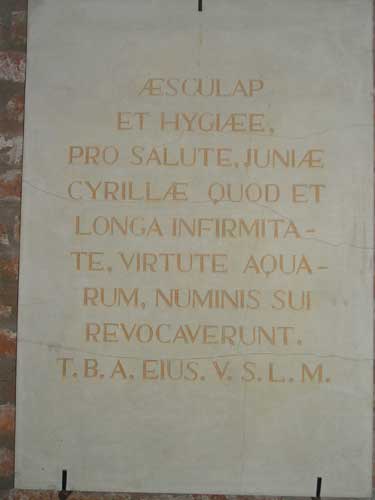 ÆSCULAP
ET HYGIÆE,
PRO SALUTE, JUNIÆ
CYRILLÆ QUOD ET
LONGA INFIRMITA-
TE, VIRTUTE AQUA-
RUM, NUMINIS SUI
REVOCAVERUNT.
T. B. A. EIUS. V. S. L. M.